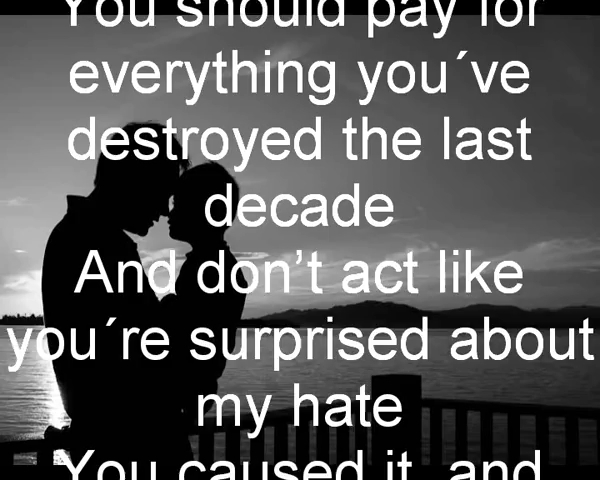 You should pay for
everything you´ve
destroyed the last
decade
And don’t act like
you´re surprised about
my hate
You caused it, and